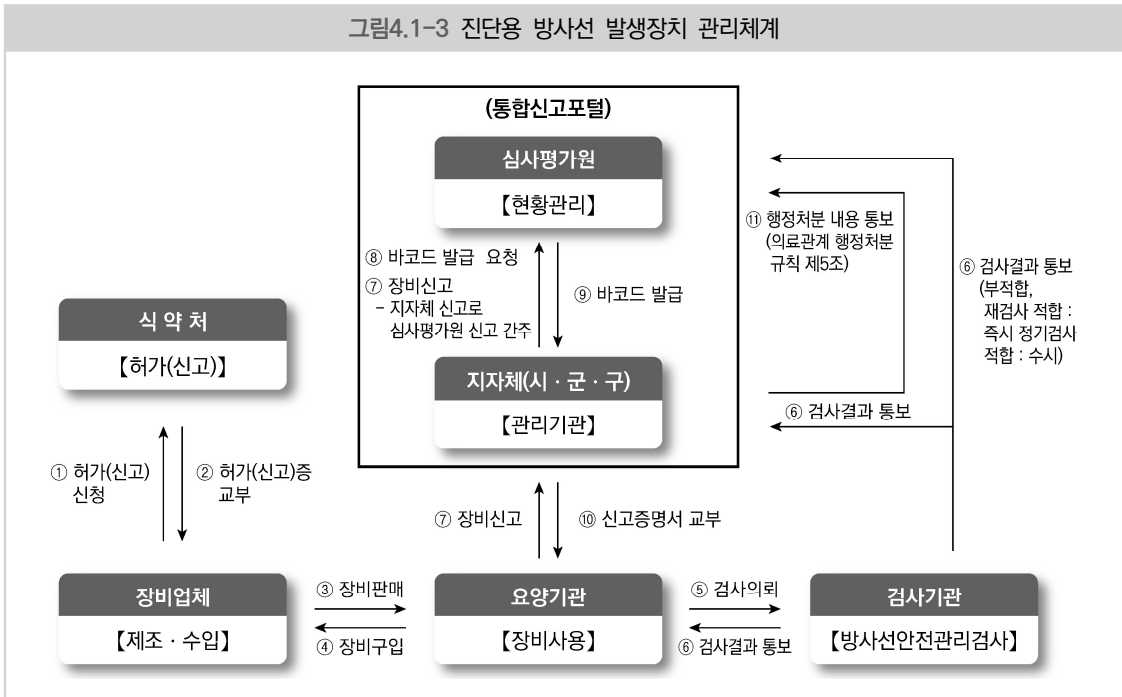 그림4.1-3 진단용 방사선 발생장치 관리체계
(통합신고포털)
심사평가원
【현황관리】
⑧ 바코드 발급 요청
⑦ 장비신고
- 지자체 신고로
심사평가원 신고 간주
⑨ 바코드 발급
지자체(시 · 군 · 구)
【관리기관】
⑪ 행정처분 내용 통보
(의료관계 행정처분
규칙 제5조)
⑥ 검사결과 통보
(부적합,
재검사 적합 :
즉시 정기검사
적합 : 수시)
⑥ 검사결과 통보
식 약 처
【허가(신고)】
① 허가(신고)
신청
② 허가(신고)증
교부
⑦ 장비신고
⑩ 신고증명서 교부
장비업체
【제조 · 수입】
③ 장비판매
④ 장비구입
요양기관
【장비사용】
⑤ 검사의뢰
⑥ 검사결과 통보
검사기관
【방사선안전관리검사】